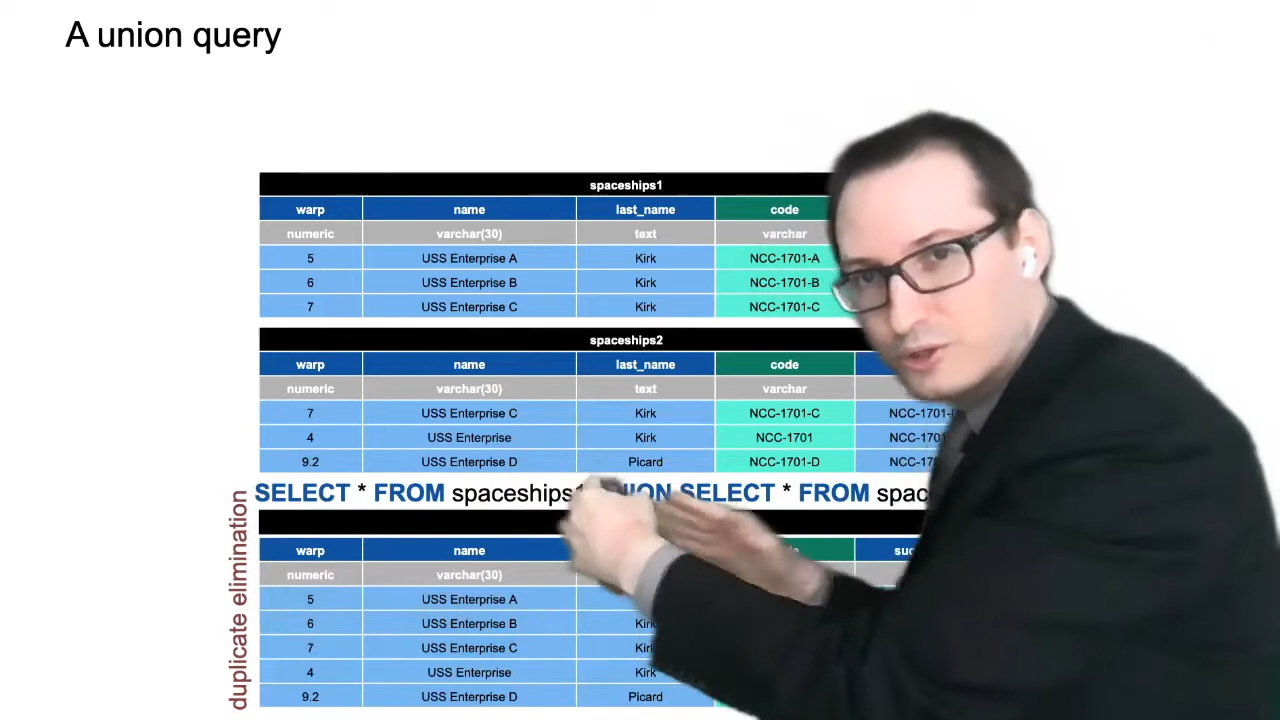 A union query
spaceships1
warp name last_name code
numeric varchar(30) text varchar
5 USS Enterprise A Kirk NCC-1701-A
6 USS Enterprise B Kirk NCC-1701-B
7 USS Enterprise C Kirk NCC-1701-C
spaceships2
warp name last_name code
numeric varchar(30) text varchar
7 USS Enterprise C Kirk NCC-1701-C
4 USS Enterprise Kirk NCC-1701
9.2 USS Enterprise D Picard NCC-1701-D
SELECT * FROM SELECT * FROM
duplicate elimination
warp name
numeric varchar(30)
5 USS Enterprise A
6 USS Enterprise B Kirk
7 USS Enterprise C Kirk
4 USS Enterprise Kirk
9.2 USS Enterprise D Picard